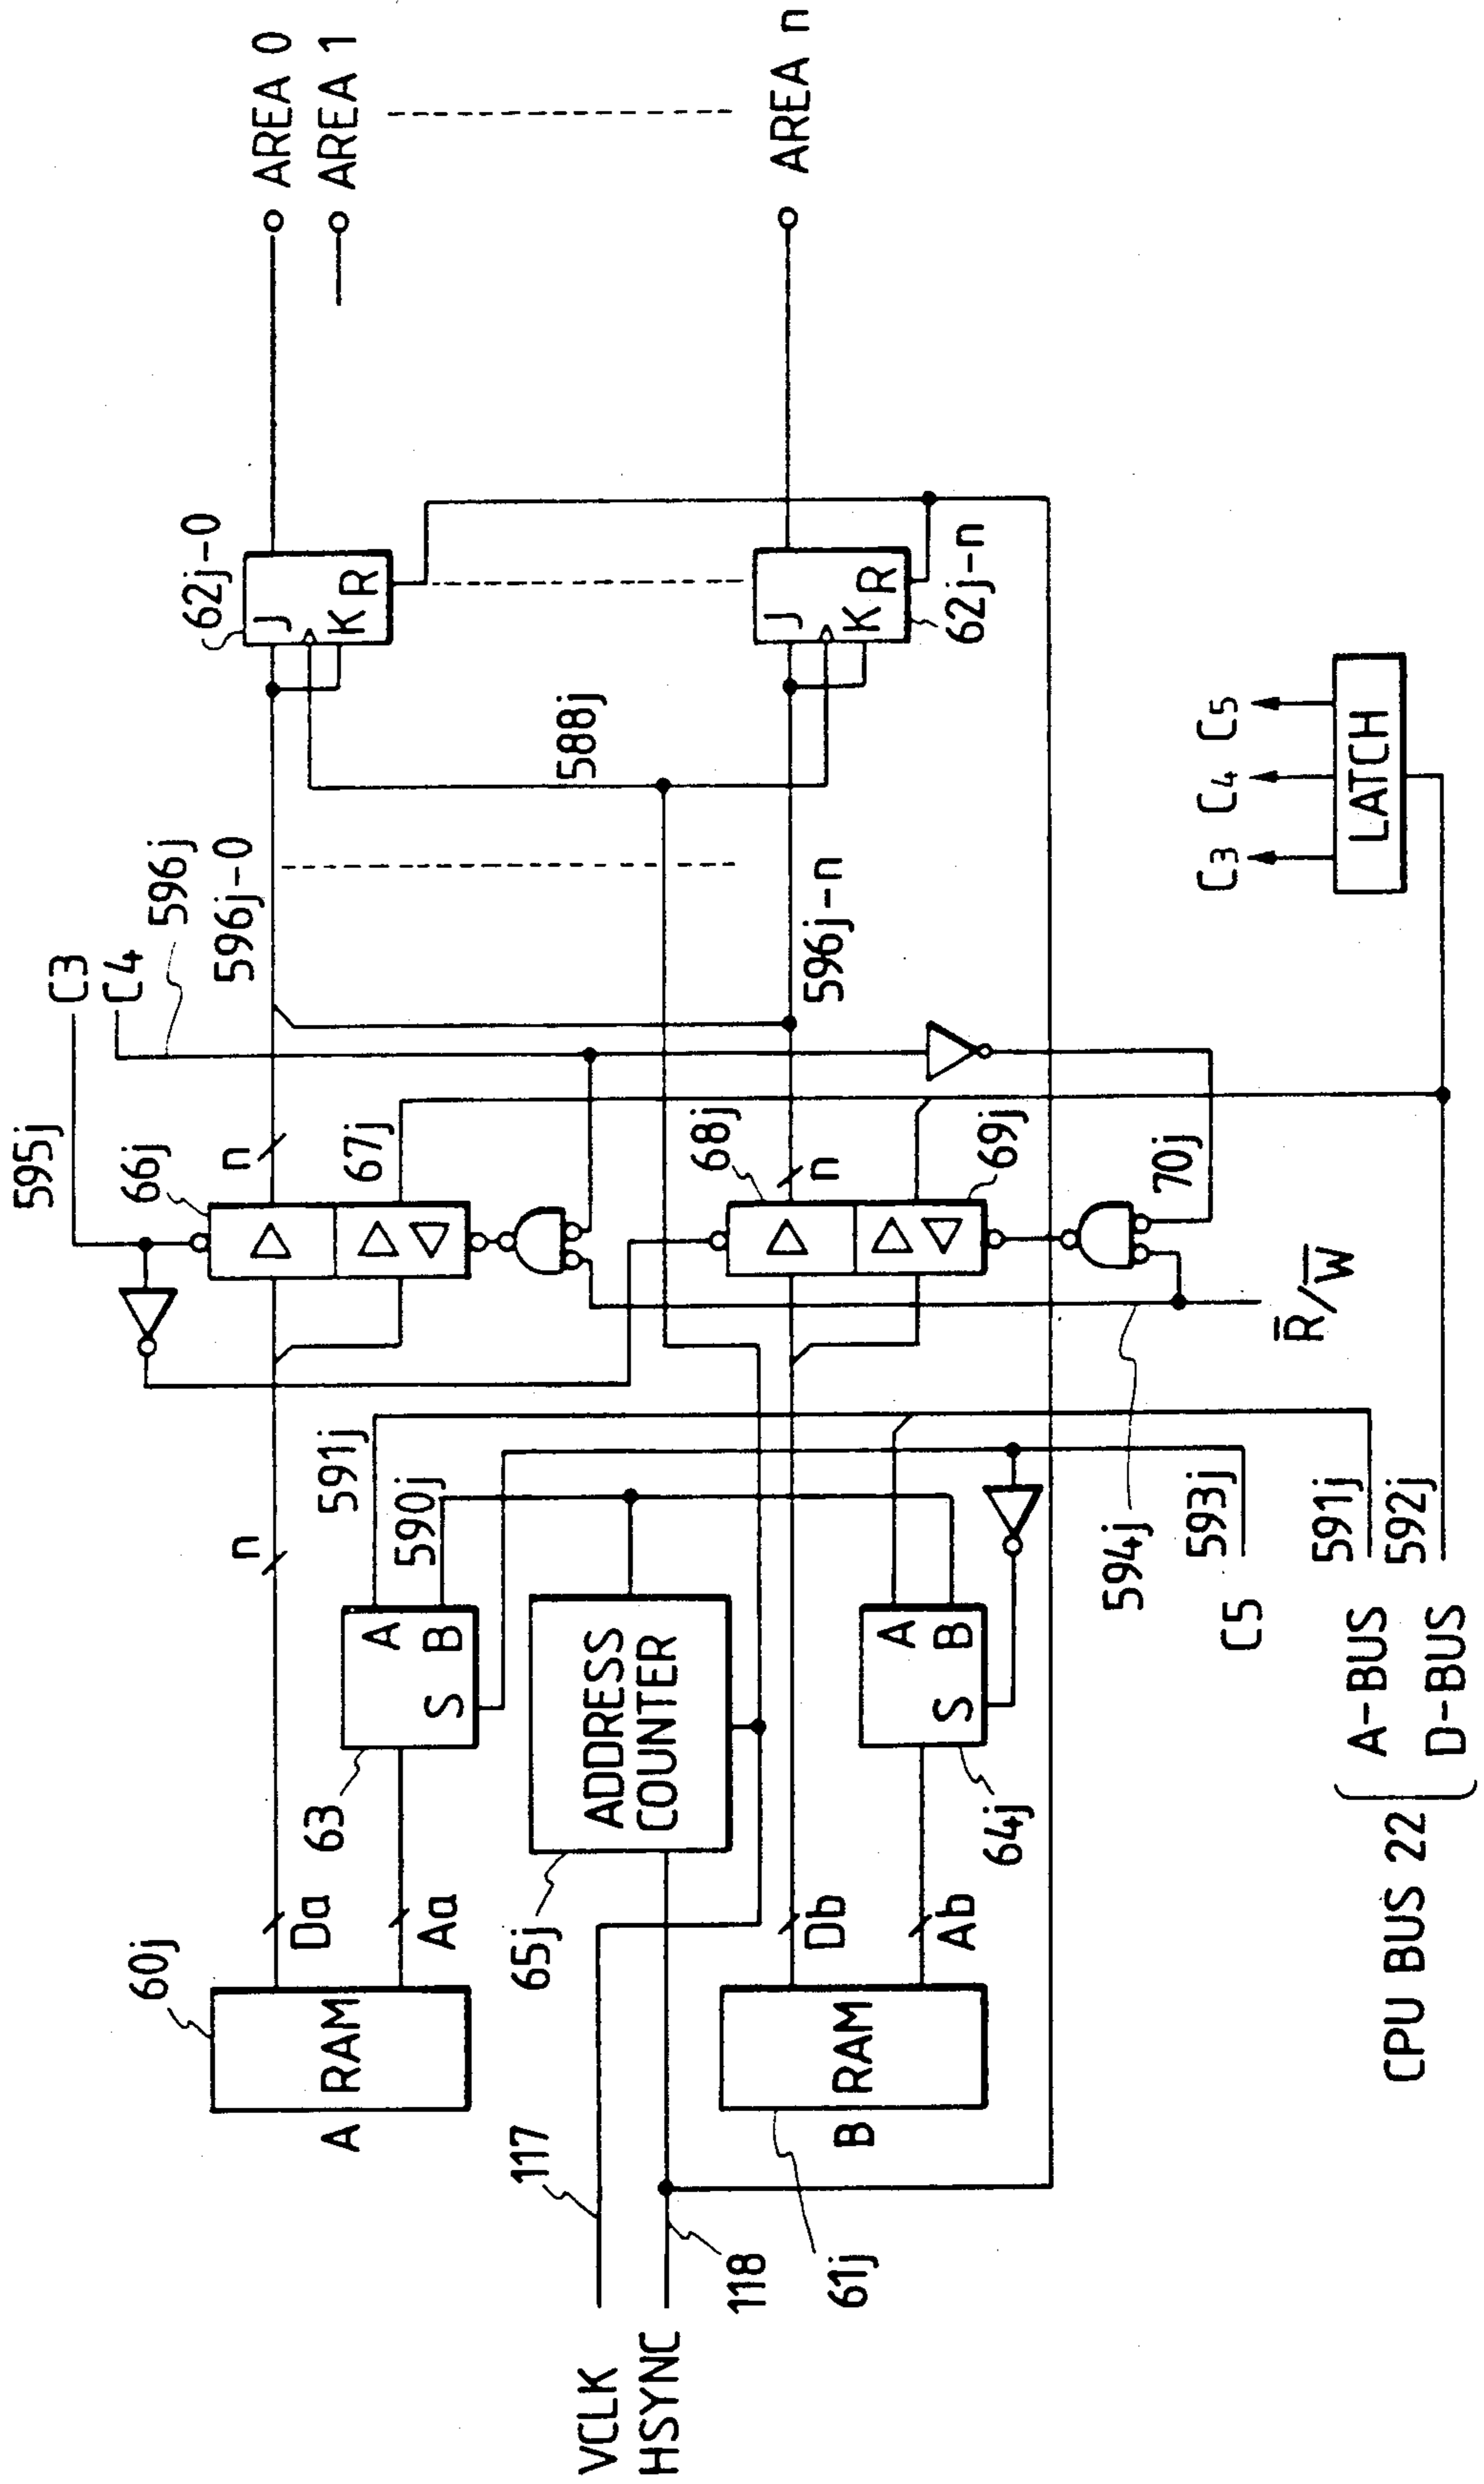 595j
C3
C4
596j
596j-0
62j-0
AREA 0
AREA 1
AREA n
60j
A RAM
Da
Aa
63
A
B
S
n
591j
590j
66j
n
67j
J
K
R
588j
117
118
VCLK
HSYNC
65j
ADDRESS
COUNTER
68j
n
69j
70j
596j-n
J
K
R
62j-n
61j
B RAM
Db
Ab
64j
A
B
S
594j
R̅/W̅
593j
C5
591j
592j
CPU BUS 22
A-BUS
D-BUS
C3 C4 C5
LATCH